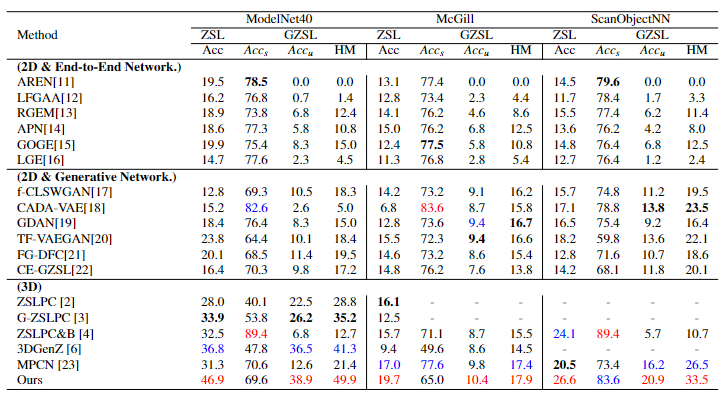 Method ModelNet40 McGill ScanObjectNN
ZSL GZSL ZSL GZSL ZSL GZSL
Acc Accs Accu HM Acc Accs Accu HM Acc Accs Accu HM
(2D & End-to-End Network.)
AREN[11] 19.5 78.5 0.0 0.0 13.1 77.4 0.0 0.0 14.5 79.6 0.0 0.0
LFGAA[12] 16.2 76.8 0.7 1.4 12.8 73.4 2.3 4.4 11.7 78.4 1.7 3.3
RGEM[13] 18.9 73.8 6.8 12.4 14.1 76.2 4.6 8.6 15.5 77.4 6.2 11.4
APN[14] 18.6 77.3 5.8 10.8 15.0 76.2 6.8 12.5 13.6 76.2 4.2 8.0
GOGE[15] 19.9 75.4 8.3 15.0 12.4 77.5 5.8 10.8 14.8 76.4 6.8 12.5
LGE[16] 14.7 77.6 2.3 4.5 11.3 76.8 2.8 5.4 12.7 76.4 1.2 2.4
(2D & Generative Network.)
f-CLSWGAN[17] 12.8 69.3 10.5 18.3 14.2 73.2 9.1 16.2 15.7 74.8 11.2 19.5
CADA-VAE[18] 15.2 82.6 2.6 5.0 6.8 83.6 8.7 15.8 17.1 78.8 13.8 23.5
GDAN[19] 18.4 76.4 8.3 15.0 12.8 73.6 9.4 16.7 16.5 75.4 9.2 16.4
TF-VAEGAN[20] 23.8 64.4 10.1 18.4 15.5 72.3 9.4 16.6 18.2 59.8 13.6 22.1
FG-DFC[21] 20.1 68.5 11.4 19.5 14.6 73.2 8.6 15.4 12.8 71.6 10.7 18.6
CE-GZSL[22] 16.4 70.3 9.8 17.2 14.8 76.2 7.6 13.8 14.2 68.1 11.8 20.1
(3D)
ZSLPC [2] 28.0 40.1 22.5 28.8 16.1 - - - - - - -
G-ZSLPC [3] 33.9 53.8 26.2 35.2 12.5 - - - - - - -
ZSLPC&B [4] 32.5 89.4 6.8 12.7 15.7 71.1 8.7 15.5 24.1 89.4 5.7 10.7
3DGenZ [6] 36.8 47.8 36.5 41.3 9.4 49.6 8.6 14.5 - - - -
MPCN [23] 31.3 70.6 12.6 21.4 17.0 77.6 9.8 17.4 20.5 73.4 16.2 26.5
Ours 46.9 69.6 38.9 49.9 19.7 65.0 10.4 17.9 26.6 83.6 20.9 33.5